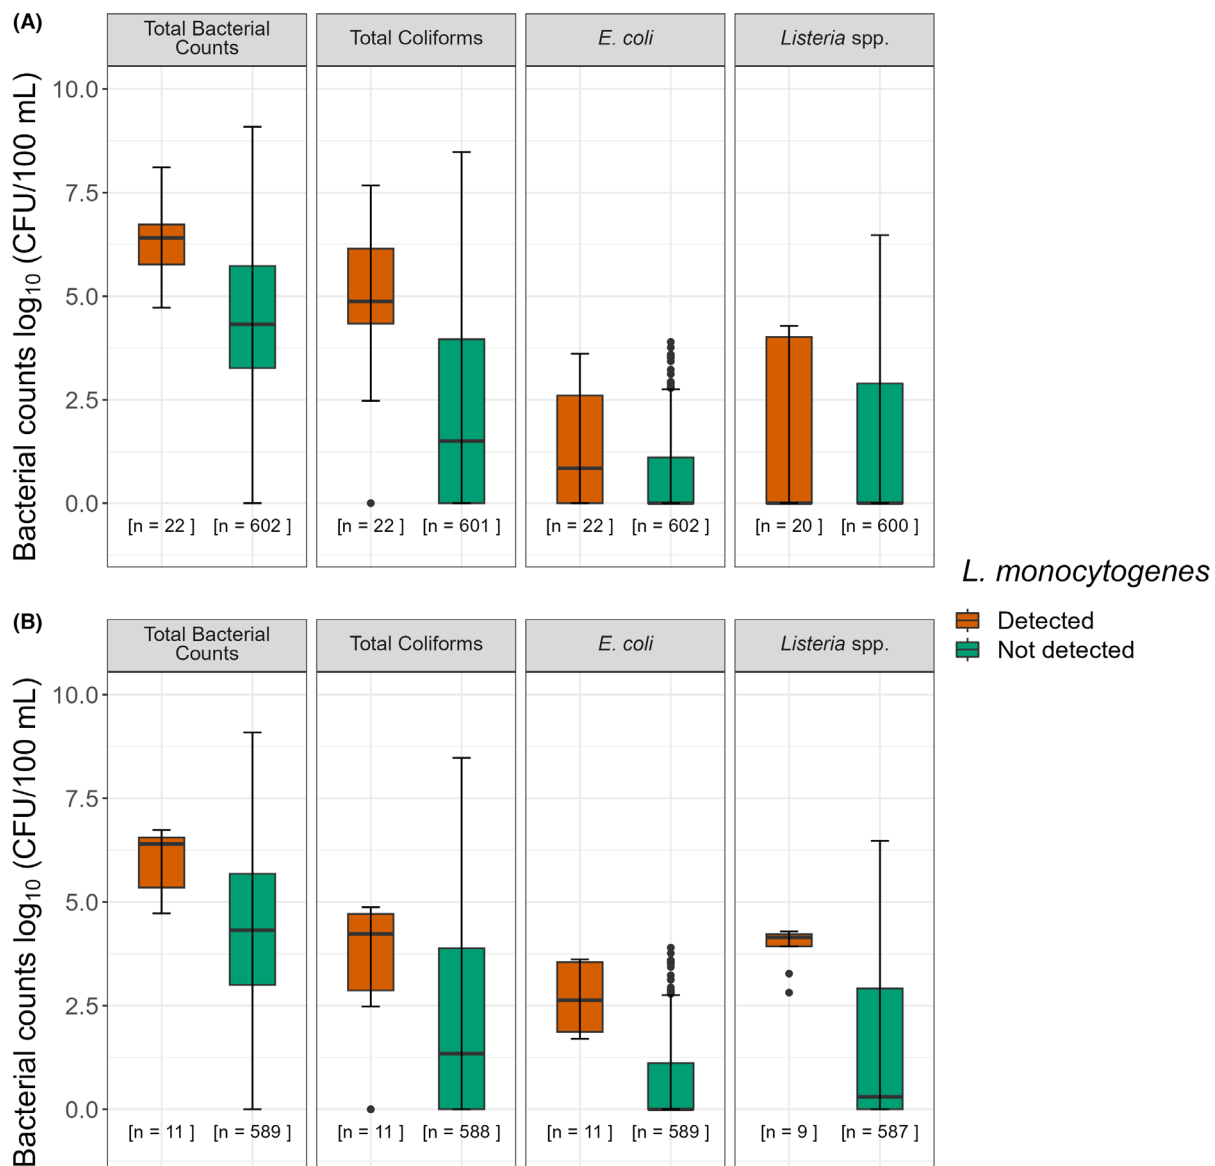 (A)
Total Bacterial
Counts
Total Coliforms
E. coli
Listeria spp.
Bacterial counts log10 (CFU/100 mL)
10.0
7.5
5.0
2.5
0.0
[n = 22 ]
[n = 602 ]
[n = 22 ]
[n = 601 ]
[n = 22 ]
[n = 602 ]
[n = 20 ]
[n = 600 ]
L. monocytogenes
Detected
Not detected
(B)
Total Bacterial
Counts
Total Coliforms
E. coli
Listeria spp.
Bacterial counts log10 (CFU/100 mL)
10.0
7.5
5.0
2.5
0.0
[n = 11 ]
[n = 589 ]
[n = 11 ]
[n = 588 ]
[n = 11 ]
[n = 589 ]
[n = 9 ]
[n = 587 ]